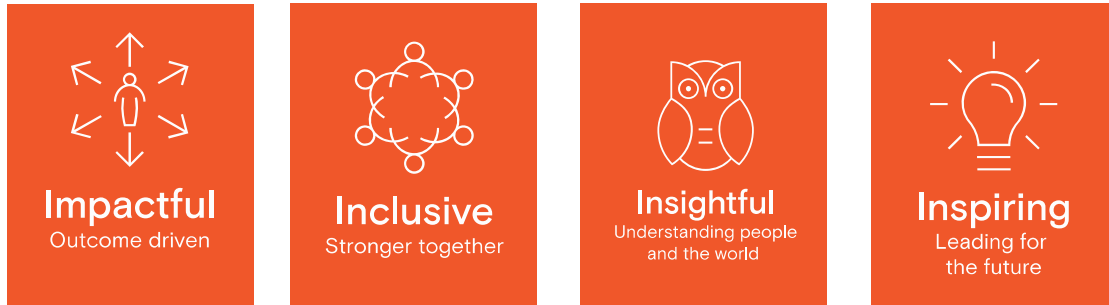 Impactful
Outcome driven
Inclusive
Stronger together
Insightful
Understanding people
and the world
Inspiring
Leading for
the future